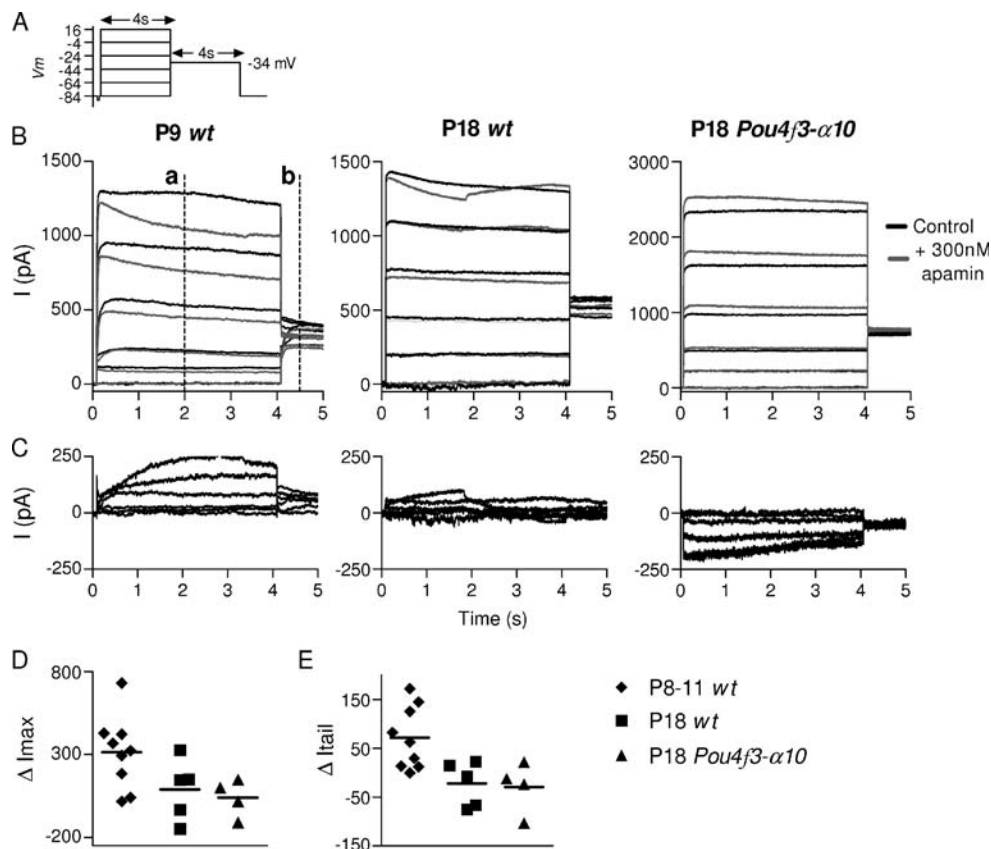 A
4s
16
-4
-24
-44
-64
-84
Vm
4s
-34 mV
B
P9 wt
P18 wt
P18 Pou4f3-α10
1500
1000
500
0
I (pA)
a
b
0 1 2 3 4 5
1500
1000
500
0
0 1 2 3 4 5
3000
2000
1000
0
0 1 2 3 4 5
Control
+ 300nM
apamin
C
250
0
-250
I (pA)
0 1 2 3 4 5
250
0
-250
0 1 2 3 4 5
250
0
-250
0 1 2 3 4 5
Time (s)
D
800
300
-200
Δ Imax
E
150
50
-50
-150
Δ Itail
P8-11 wt
P18 wt
P18 Pou4f3-α10